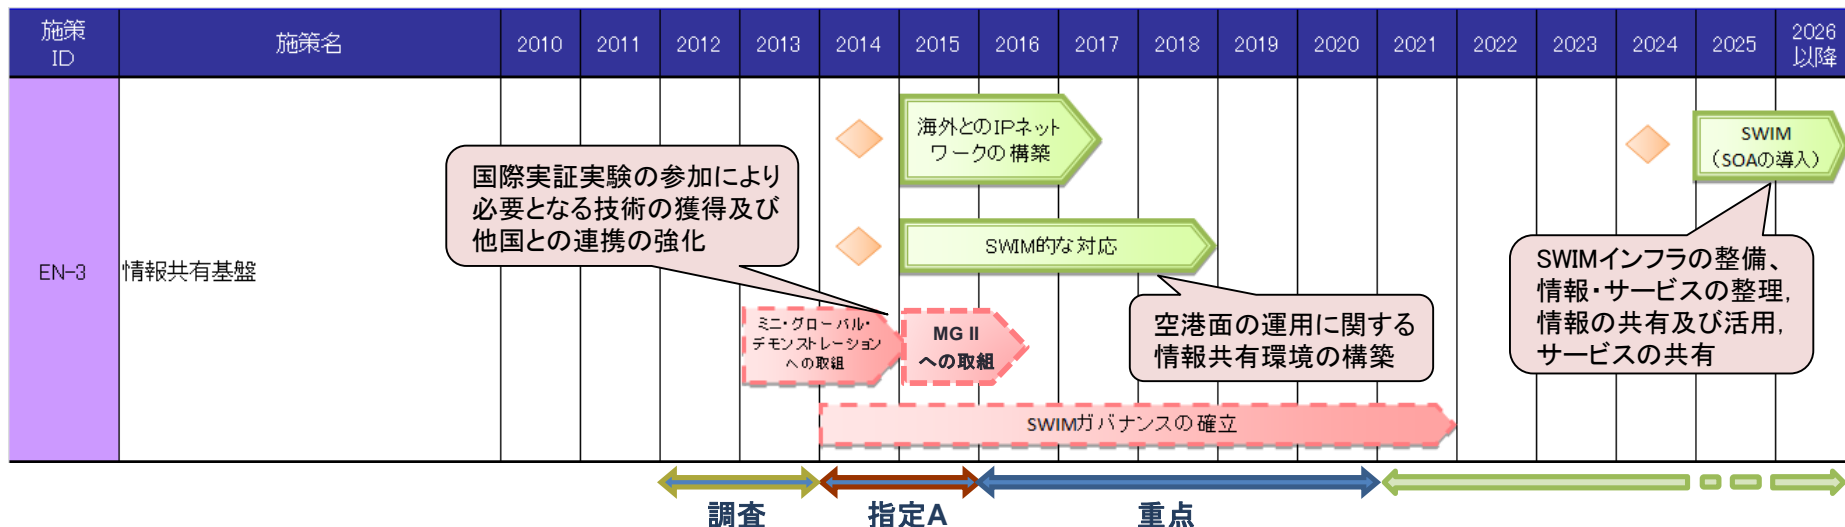 施策
ID
施策名
2010
2011
2012
2013
2014
2015
2016
2017
2018
2019
2020
2021
2022
2023
2024
2025
2026
以降
EN-3
情報共有基盤
海外とのIPネット
ワークの構築
SWIM
(SOAの導入)
国際実証実験の参加により
必要となる技術の獲得及び
他国との連携の強化
SWIM的な対応
SWIMインフラの整備、
情報・サービスの整理,
情報の共有及び活用,
サービスの共有
空港面の運用に関する
情報共有環境の構築
ミニ・グローバル・
デモンストレーション
への取組
MG II
への取組
SWIMガバナンスの確立
調査
指定A
重点